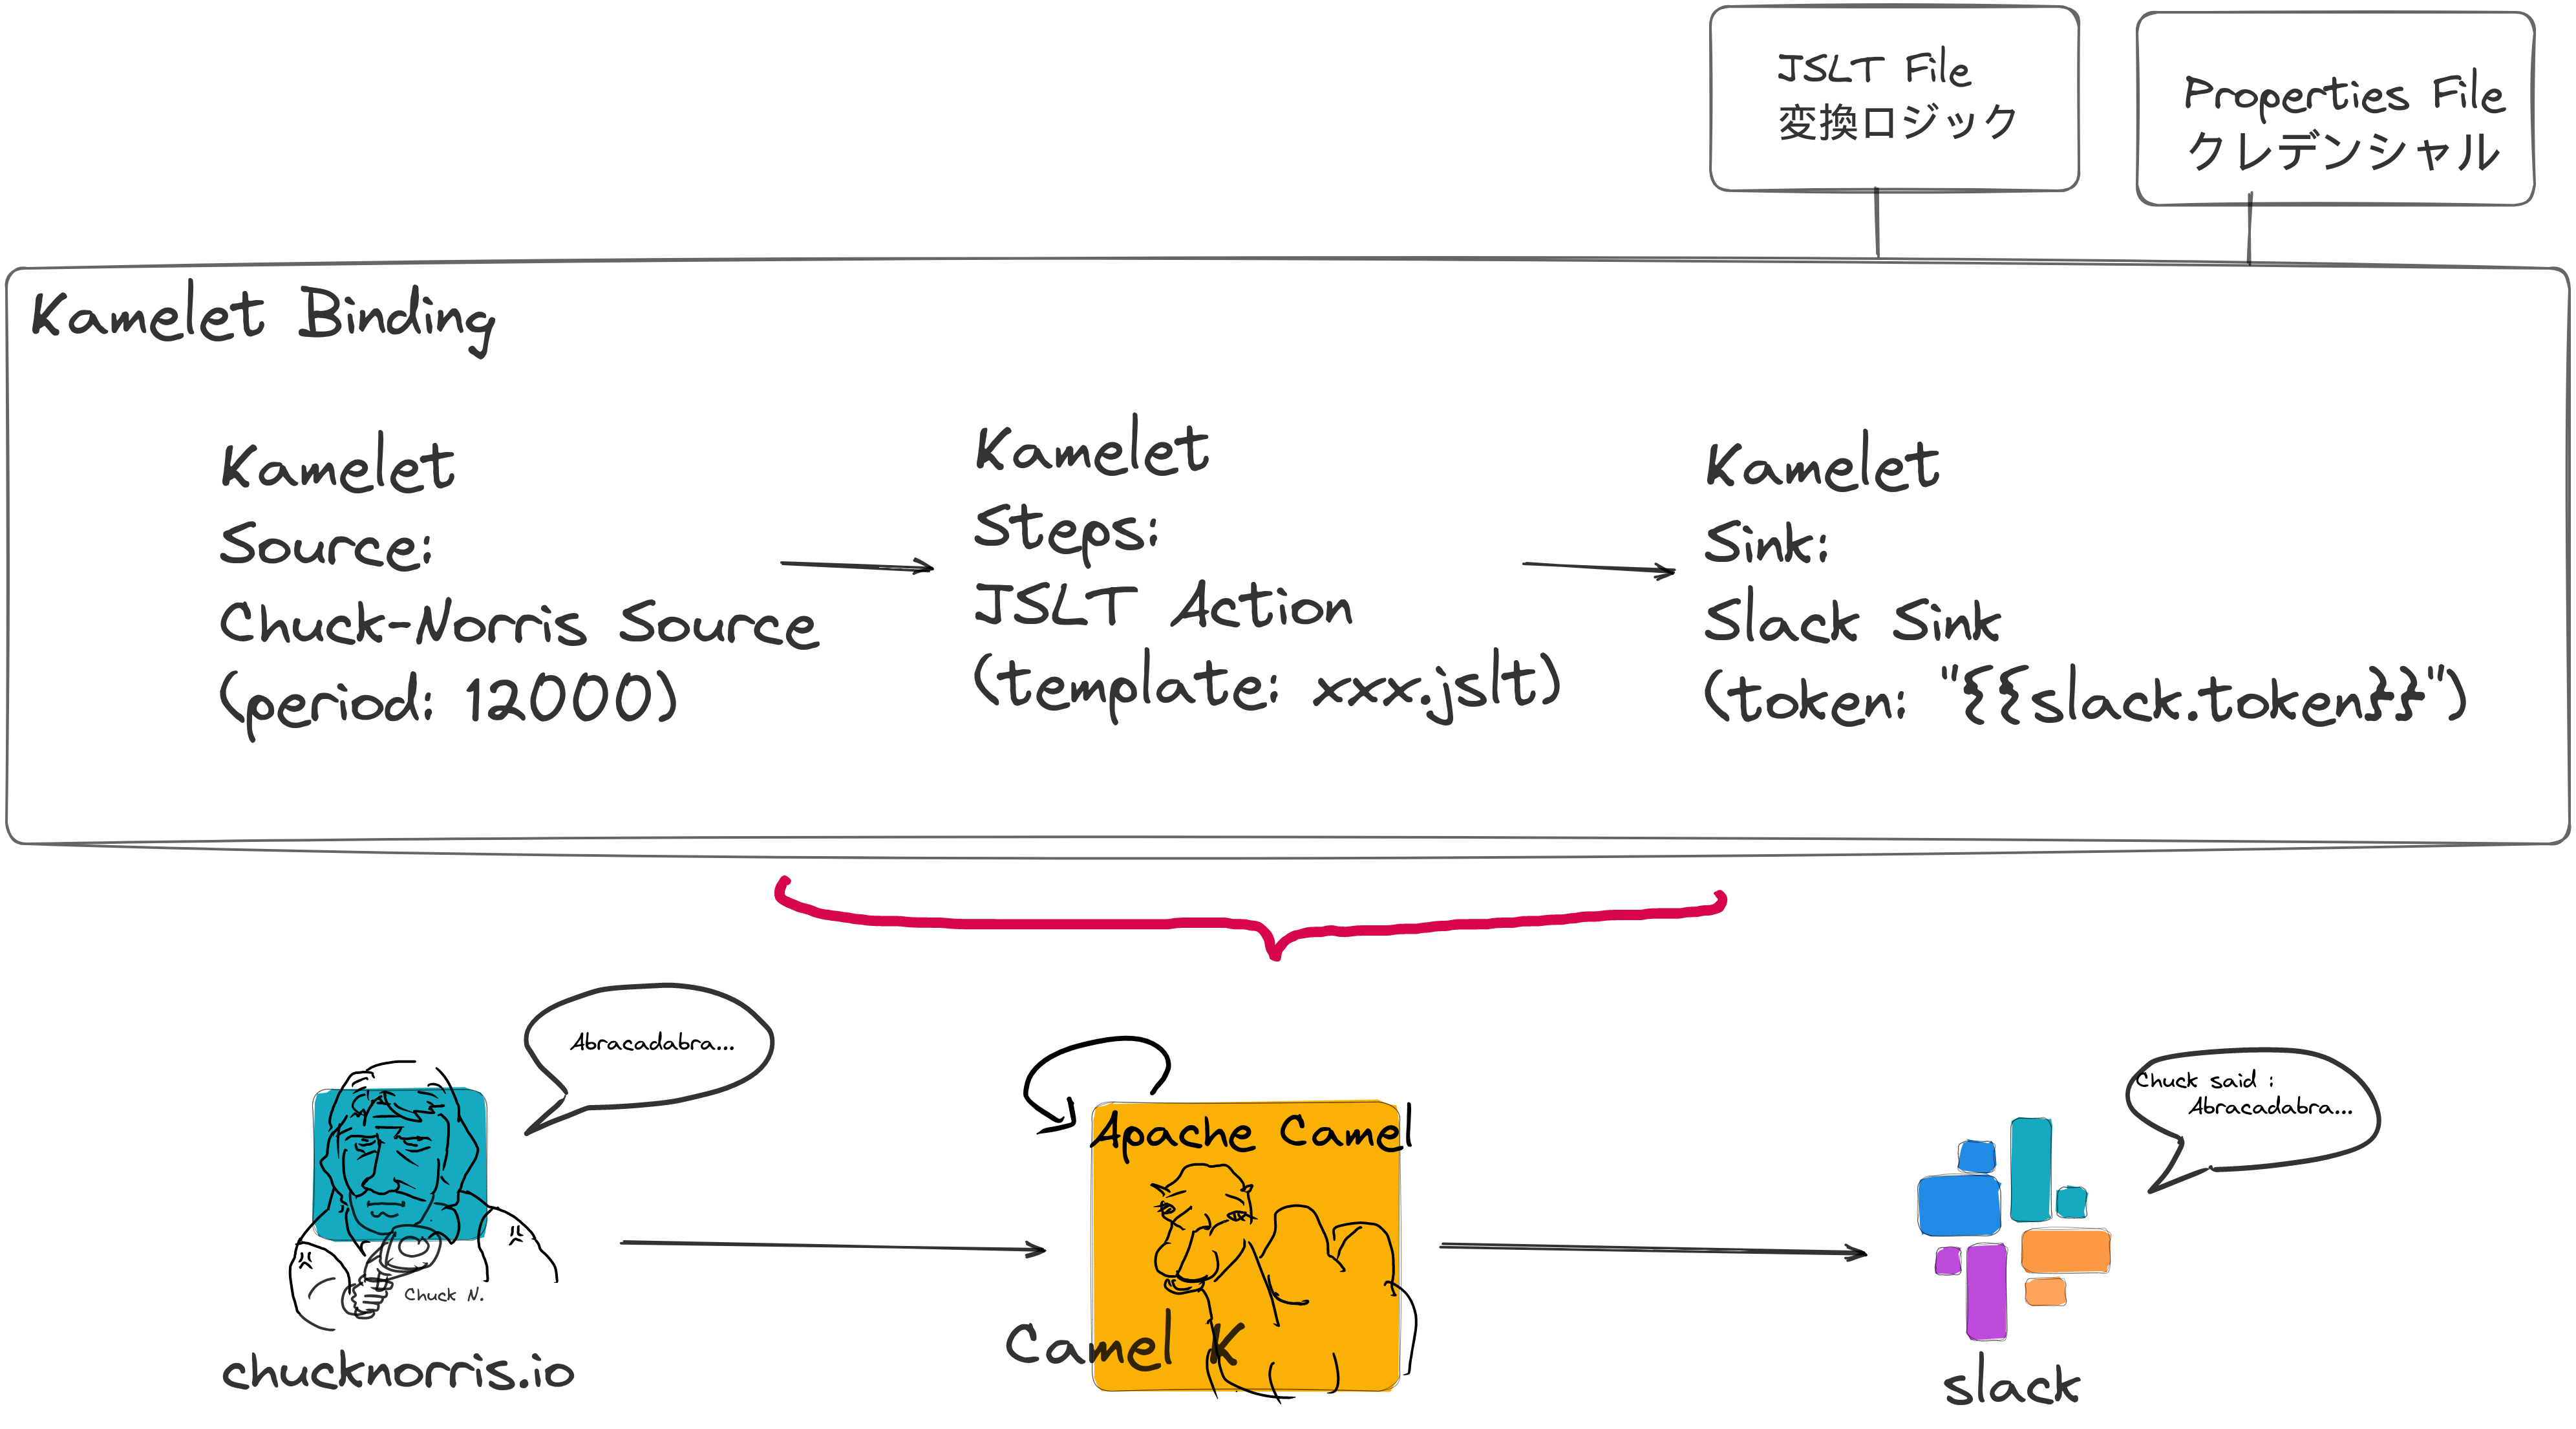 JSLT File
変換ロジック
Properties File
クレデンシャル
Kamelet Binding
Kamelet
Source:
Chuck-Norris Source
(period: 12000)
Kamelet
Steps:
JSLT Action
(template: xxx.jslt)
Kamelet
Sink:
Slack Sink
(token: "{{slack.token}}")
Abracadabra...
Chuck N.
chucknorris.io
Apache Camel
Camel K
Chuck said :
Abracadabra...
slack